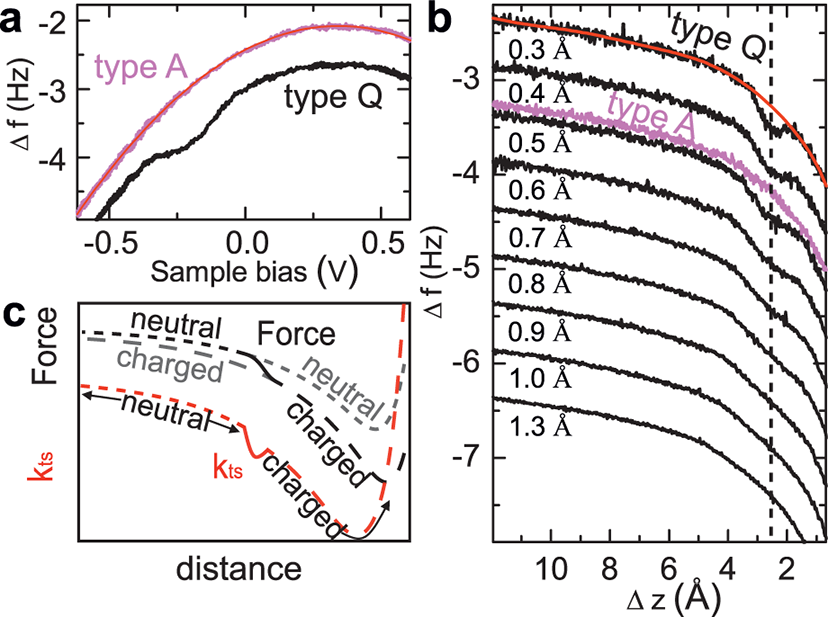 a
-2
-3
-4
Δ f (Hz)
type A
type Q
-0.5
0.0
0.5
Sample bias (V)
b
type Q
0.3 Å
0.4 Å
type A
0.5 Å
0.6 Å
0.7 Å
0.8 Å
0.9 Å
1.0 Å
1.3 Å
-3
-4
-5
-6
-7
Δ f (Hz)
10
8
6
4
2
Δ z (Å)
c
neutral
Force
charged
neutral
neutral
charged
kts
charged
Force
kts
distance